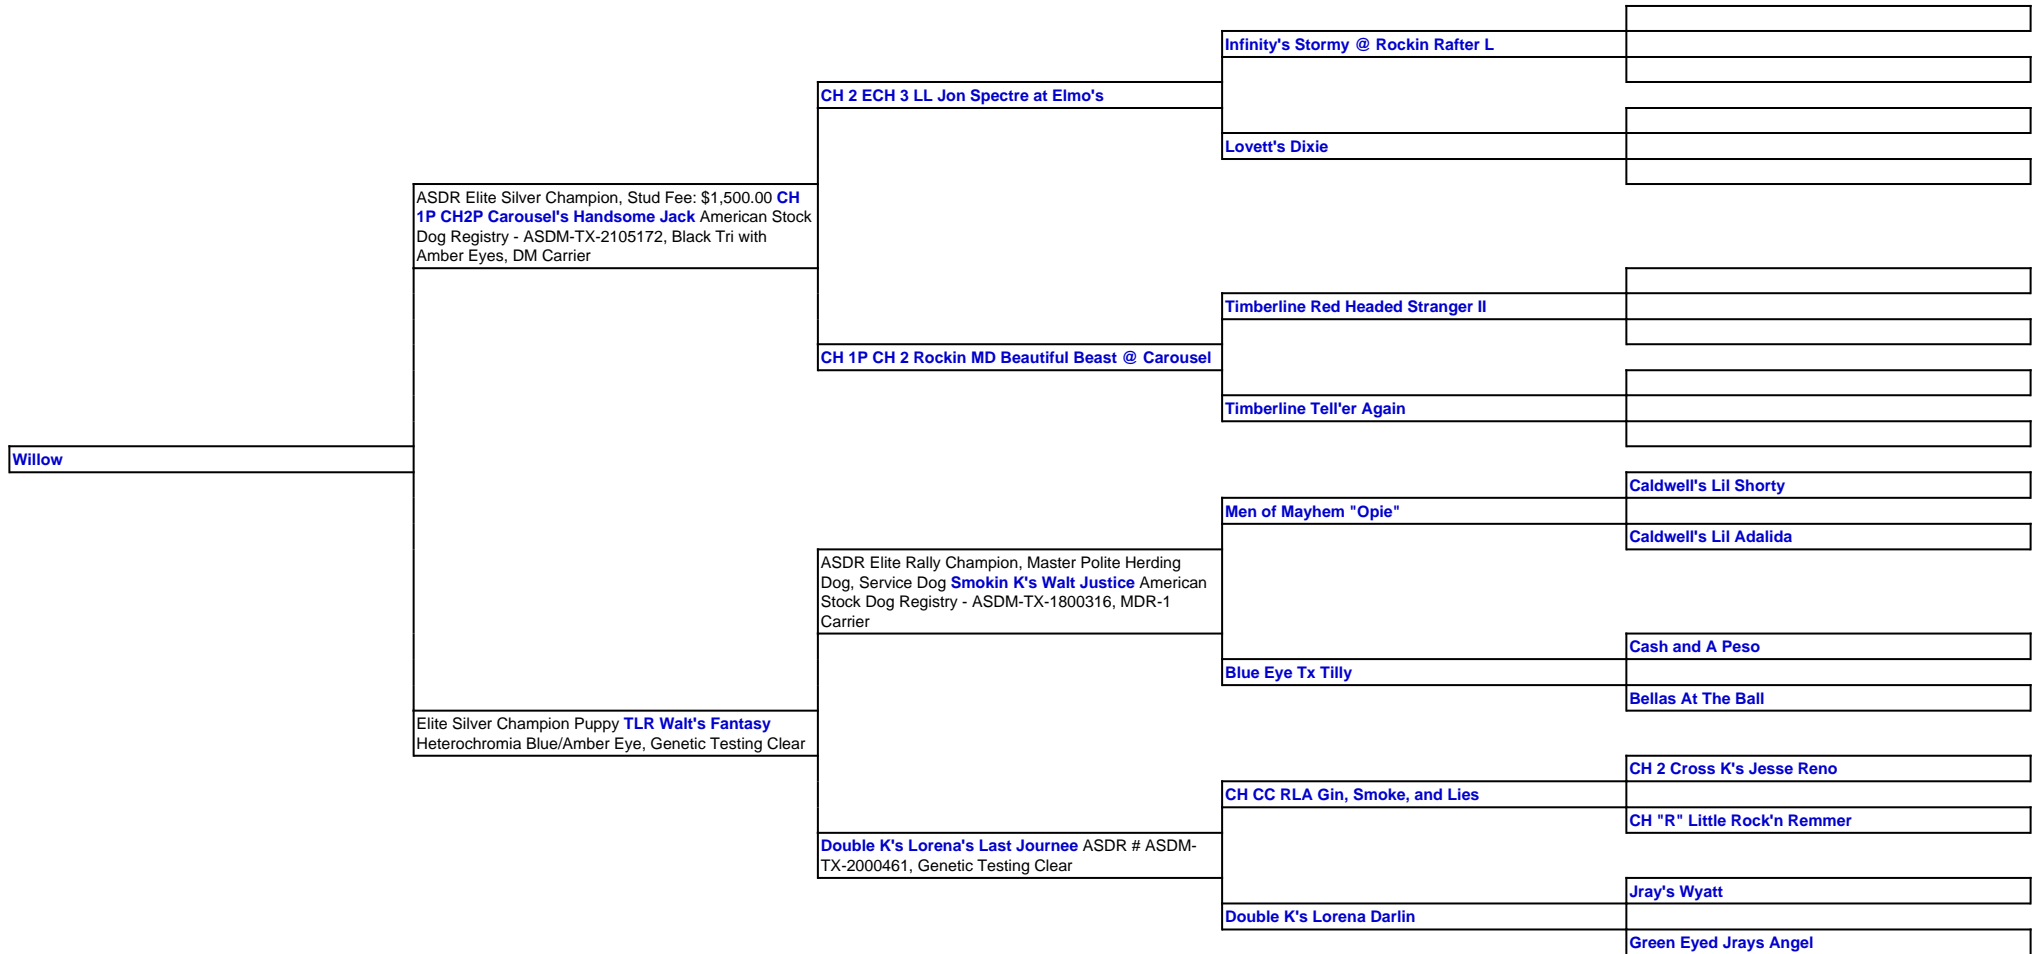 Infinity's Stormy @ Rockin Rafter L
CH 2 ECH 3 LL Jon Spectre at Elmo's
Lovett's Dixie
ASDR Elite Silver Champion, Stud Fee: $1,500.00 CH
1P CH2P Carousel's Handsome Jack American Stock
Dog Registry - ASDM-TX-2105172, Black Tri with
Amber Eyes, DM Carrier
Timberline Red Headed Stranger II
CH 1P CH 2 Rockin MD Beautiful Beast @ Carousel
Timberline Tell'er Again
Willow
Caldwell's Lil Shorty
Men of Mayhem "Opie"
Caldwell's Lil Adalida
ASDR Elite Rally Champion, Master Polite Herding
Dog, Service Dog Smokin K's Walt Justice American
Stock Dog Registry - ASDM-TX-1800316, MDR-1
Carrier
Cash and A Peso
Blue Eye Tx Tilly
Bellas At The Ball
Elite Silver Champion Puppy TLR Walt's Fantasy
Heterochromia Blue/Amber Eye, Genetic Testing Clear
CH 2 Cross K's Jesse Reno
CH CC RLA Gin, Smoke, and Lies
CH "R" Little Rock'n Remmer
Double K's Lorena's Last Journee ASDR # ASDM-
TX-2000461, Genetic Testing Clear
Jray's Wyatt
Double K's Lorena Darlin
Green Eyed Jrays Angel